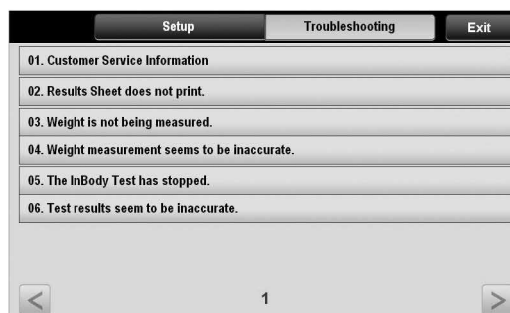 Setup Troubleshooting Exit
01. Customer Service Information
02. Results Sheet does not print.
03. Weight is not being measured.
04. Weight measurement seems to be inaccurate.
05. The InBody Test has stopped.
06. Test results seem to be inaccurate.
< 1 >